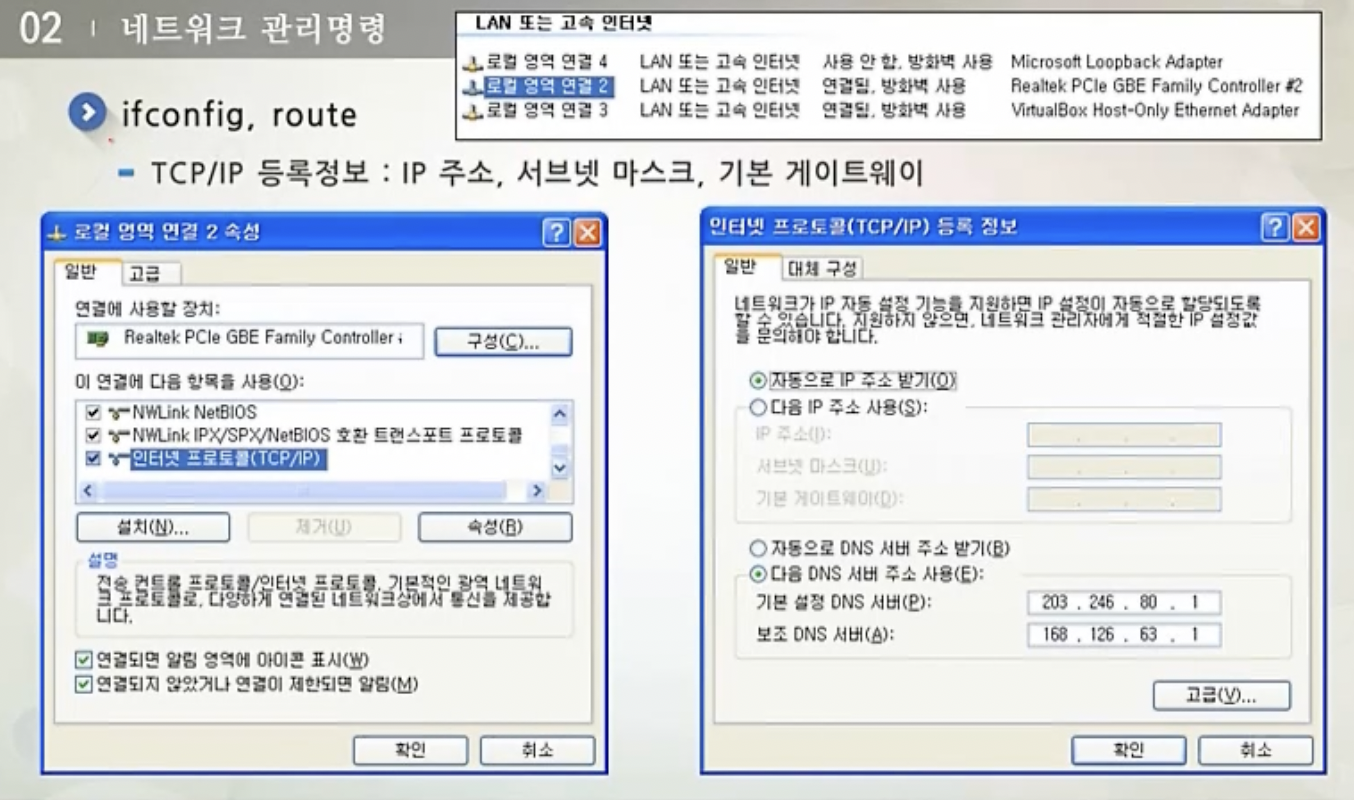 02 | 네트워크 관리명령
LAN 또는 고속 인터넷
로컬 영역 연결 4 LAN 또는 고속 인터넷 사용 안 함, 방화벽 사용 Microsoft Loopback Adapter
로컬 영역 연결 2 LAN 또는 고속 인터넷 연결됨, 방화벽 사용 Realtek PCIe GBE Family Controller #2
로컬 영역 연결 3 LAN 또는 고속 인터넷 연결됨, 방화벽 사용 VirtualBox Host-Only Ethernet Adapter
ifconfig, route
- TCP/IP 등록정보 : IP 주소, 서브넷 마스크, 기본 게이트웨이
로컬 영역 연결 2 속성
일반 고급
연결에 사용할 장치:
Realtek PCIe GBE Family Controller
구성(C)...
이 연결에 다음 항목을 사용(O):
NWLink NetBIOS
NWLink IPX/SPX/NetBIOS 호환 트랜스포트 프로토콜
인터넷 프로토콜(TCP/IP)
설치(N)... 제거(U) 속성(R)
설명
전송 컨트롤 프로토콜/인터넷 프로토콜. 기본적인 광역 네트워
크 프로토콜로, 다양하게 연결된 네트워크상에서 통신을 제공합
니다.
연결되면 알림 영역에 아이콘 표시(W)
연결되지 않았거나 연결이 제한되면 알림(M)
확인 취소
인터넷 프로토콜(TCP/IP) 등록 정보
일반 대체 구성
네트워크가 IP 자동 설정 기능을 지원하면 IP 설정이 자동으로 할당되도록
할 수 있습니다. 지원하지 않으면, 네트워크 관리자에게 적절한 IP 설정값
을 문의해야 합니다.
자동으로 IP 주소 받기(O)
다음 IP 주소 사용(S):
IP 주소(I):
서브넷 마스크(U):
기본 게이트웨이(D):
자동으로 DNS 서버 주소 받기(B)
다음 DNS 서버 주소 사용(E):
기본 설정 DNS 서버(P): 203 . 246 . 80 . 1
보조 DNS 서버(A): 168 . 126 . 63 . 1
고급(V)...
확인 취소